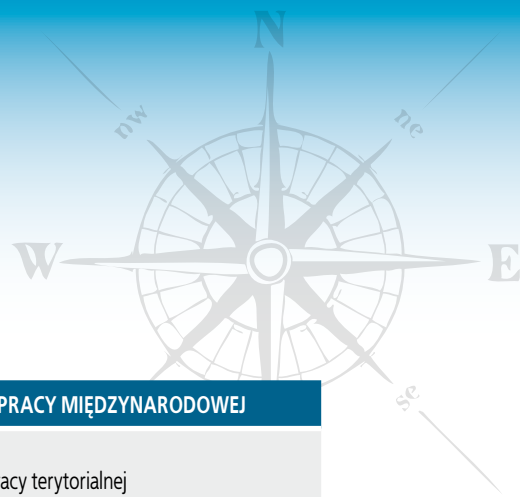 N
nw
ne
W
E
PRACY MIĘDZYNARODOWEJ
se
acy terytorialnej